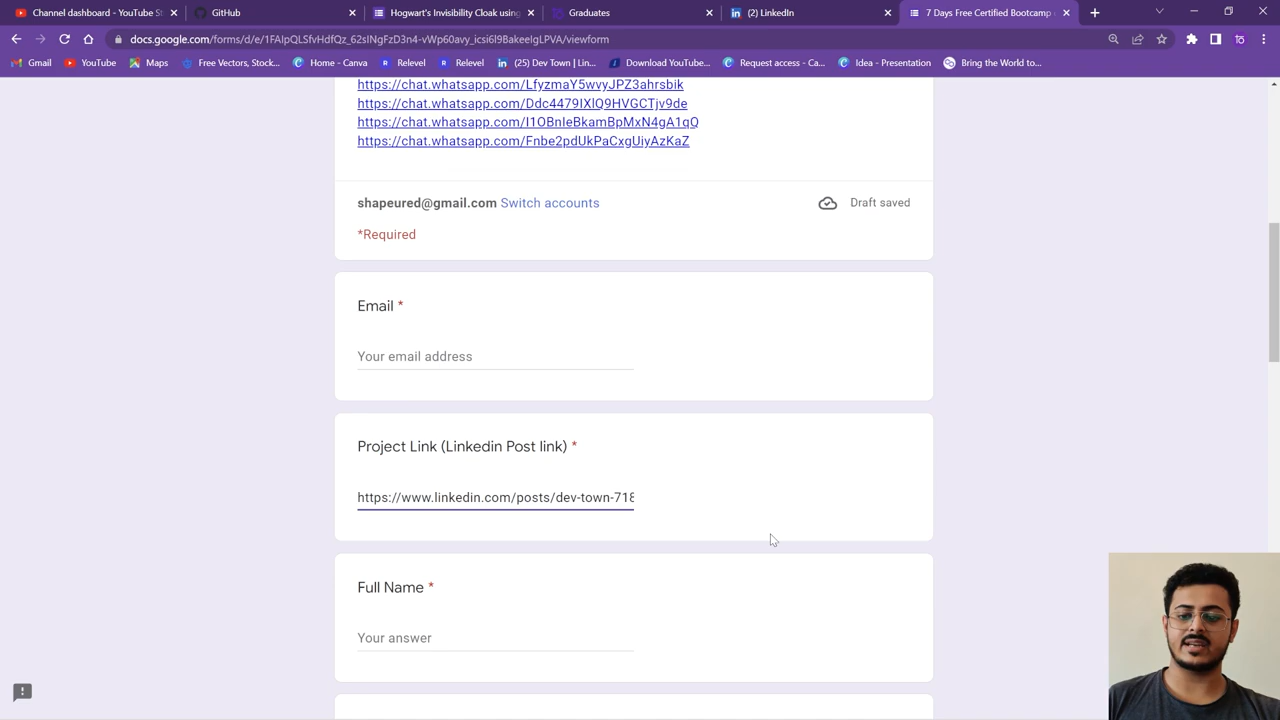 Channel dashboard - YouTube St
GitHub
Hogwart's Invisibility Cloak using
Graduates
(2) LinkedIn
7 Days Free Certified Bootcamp
docs.google.com/forms/d/e/1FAIpQLSfvHdfQz_62sINgFzD3n4-vWp60avy_icsi6l9BakeelgLPVA/viewform
Gmail
YouTube
Maps
Free Vectors, Stock...
Home - Canva
Relevel
Relevel
(25) Dev Town | Lin...
Download YouTube...
Request access - Ca...
Idea - Presentation
Bring the World to...
https://chat.whatsapp.com/LfyzmaY5wvyJPZ3ahrsbik
https://chat.whatsapp.com/Ddc4479IXlQ9HVGCTjv9de
https://chat.whatsapp.com/I1OBnIeBkamBpMxN4gA1qQ
https://chat.whatsapp.com/Fnbe2pdUkPaCxgUiyAzKaZ
shapeured@gmail.com Switch accounts
Draft saved
*Required
Email *
Your email address
Project Link (Linkedin Post link) *
https://www.linkedin.com/posts/dev-town-718
Full Name *
Your answer